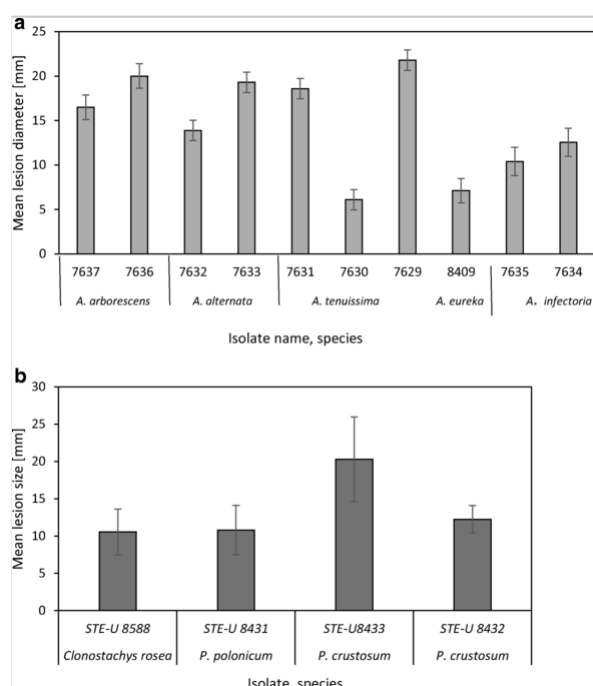 a
Mean lesion diameter [mm]
25
20
15
10
5
0
7637 7636 7632 7633 7631 7630 7629 8409 7635 7634
A. arborescens A. alternata A. tenuissima A. eureka A. infectoria
Isolate name, species
b
Mean lesion size [mm]
30
25
20
15
10
5
0
STE-U 8588 STE-U 8431 STE-U8433 STE-U 8432
Clonostachys rosea P. polonicum P. crustosum P. crustosum
Isolate, species